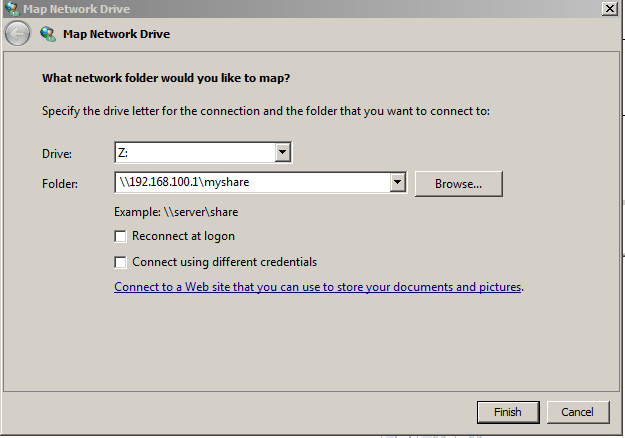 Map Network Drive
Map Network Drive
What network folder would you like to map?
Specify the drive letter for the connection and the folder that you want to connect to:
Drive: Z:
Folder: \\192.168.100.1\myshare Browse...
Example: \\server\share
Reconnect at logon
Connect using different credentials
Connect to a Web site that you can use to store your documents and pictures.
Finish Cancel